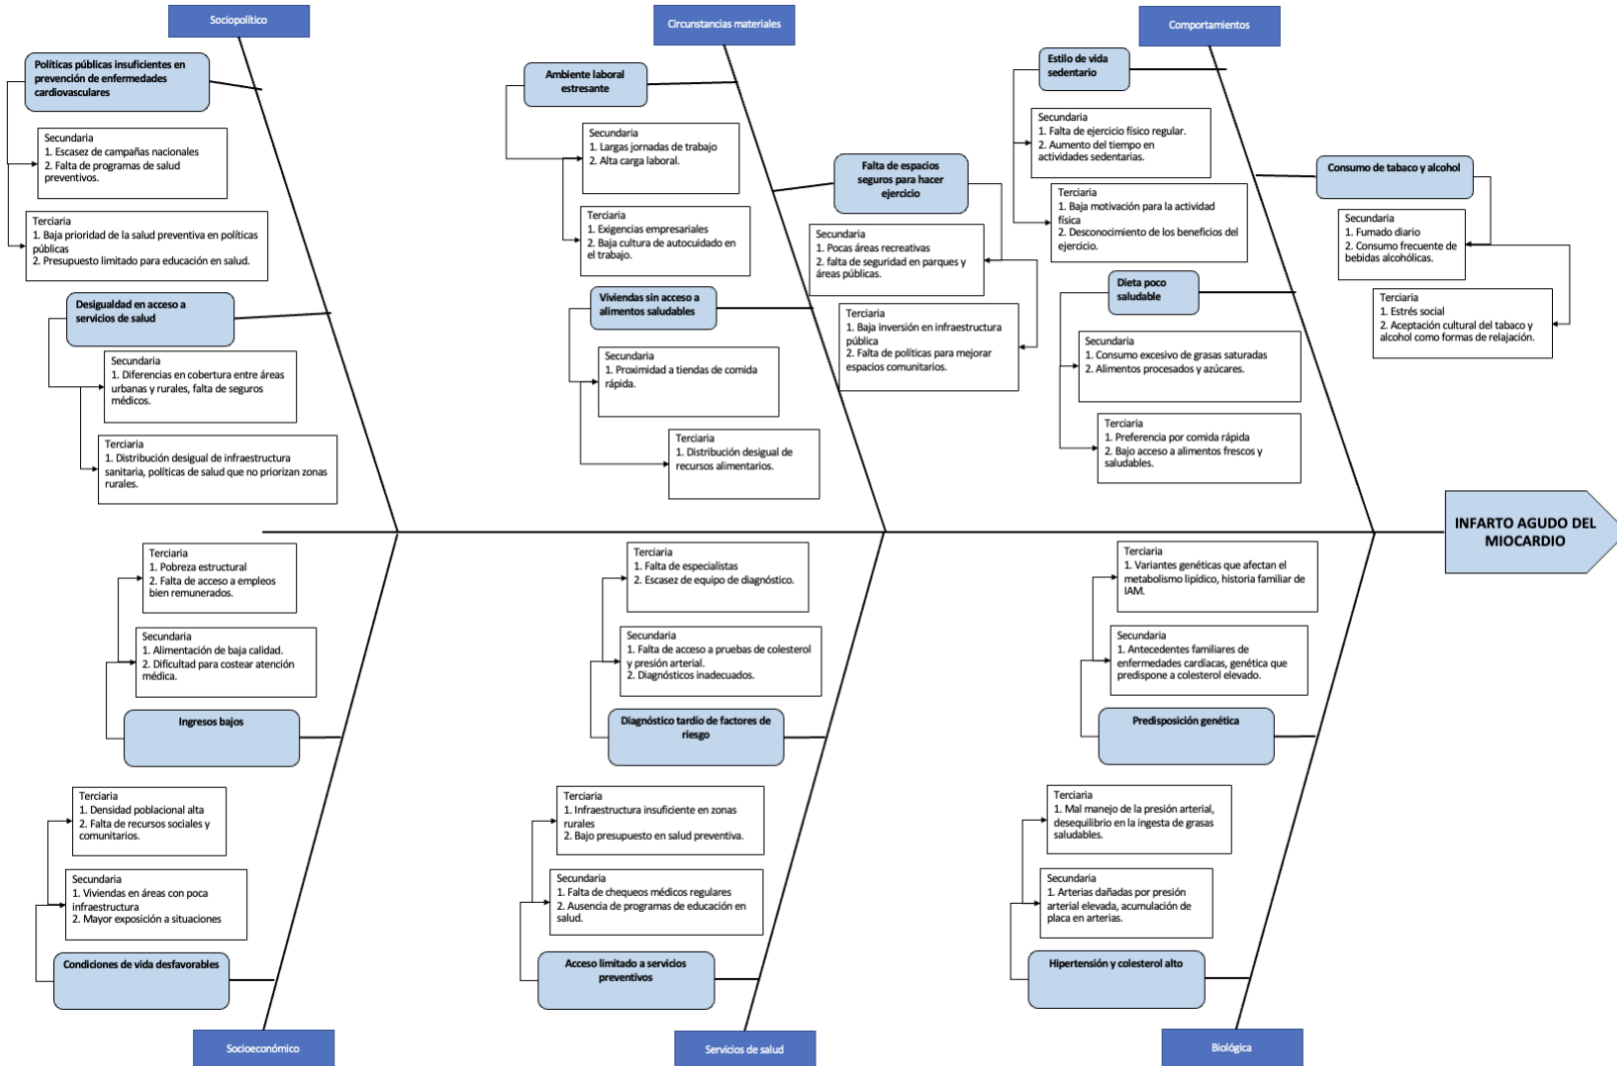 Sociopolítico
Políticas públicas insuficientes en
prevención de enfermedades
cardiovasculares
Secundaria
1. Escasez de campañas nacionales
2. Falta de programas de salud
preventivos.
Terciaria
1. Baja prioridad de la salud preventiva en políticas
públicas
2. Presupuesto limitado para educación en salud.
Desigualdad en acceso a
servicios de salud
Secundaria
1. Diferencias en cobertura entre áreas
urbanas y rurales, falta de seguros
médicos.
Terciaria
1. Distribución desigual de infraestructura
sanitaria, políticas de salud que no priorizan zonas
rurales.
Circunstancias materiales
Ambiente laboral
estresante
Secundaria
1. Largas jornadas de trabajo
2. Alta carga laboral.
Terciaria
1. Exigencias empresariales
2. Baja cultura de autocuidado en
el trabajo.
Falta de espacios
seguros para hacer
ejercicio
Secundaria
1. Pocas áreas recreativas
2. falta de seguridad en parques y
áreas públicas.
Terciaria
1. Baja inversión en infraestructura
pública
2. Falta de políticas para mejorar
espacios comunitarios.
Viviendas sin acceso a
alimentos saludables
Secundaria
1. Proximidad a tiendas de comida
rápida.
Terciaria
1. Distribución desigual de
recursos alimentarios.
Comportamientos
Estilo de vida
sedentario
Secundaria
1. Falta de ejercicio físico regular.
2. Aumento del tiempo en
actividades sedentarias.
Terciaria
1. Baja motivación para la actividad
física
2. Desconocimiento de los beneficios del
ejercicio.
Consumo de tabaco y alcohol
Secundaria
1. Fumado diario
2. Consumo frecuente de
bebidas alcohólicas.
Terciaria
1. Estrés social
2. Aceptación cultural del tabaco y
alcohol como formas de relajación.
Dieta poco
saludable
Secundaria
1. Consumo excesivo de grasas saturadas
2. Alimentos procesados y azúcares.
Terciaria
1. Preferencia por comida rápida
2. Bajo acceso a alimentos frescos y
saludables.
INFARTO AGUDO DEL
MIOCARDIO
Terciaria
1. Pobreza estructural
2. Falta de acceso a empleos
bien remunerados.
Secundaria
1. Alimentación de baja calidad.
2. Dificultad para costear atención
médica.
Ingresos bajos
Terciaria
1. Densidad poblacional alta
2. Falta de recursos sociales y
comunitarios.
Secundaria
1. Viviendas en áreas con poca
infraestructura
2. Mayor exposición a situaciones
Condiciones de vida desfavorables
Socioeconómico
Terciaria
1. Falta de especialistas
2. Escasez de equipo de diagnóstico.
Secundaria
1. Falta de acceso a pruebas de colesterol
y presión arterial.
2. Diagnósticos inadecuados.
Diagnóstico tardío de factores de
riesgo
Terciaria
1. Infraestructura insuficiente en zonas
rurales
2. Bajo presupuesto en salud preventiva.
Secundaria
1. Falta de chequeos médicos regulares
2. Ausencia de programas de educación en
salud.
Acceso limitado a servicios
preventivos
Servicios de salud
Terciaria
1. Variantes genéticas que afectan el
metabolismo lipídico, historia familiar de
IAM.
Secundaria
1. Antecedentes familiares de
enfermedades cardíacas, genética que
predispone a colesterol elevado.
Predisposición genética
Terciaria
1. Mal manejo de la presión arterial,
desequilibrio en la ingesta de grasas
saludables.
Secundaria
1. Arterias dañadas por presión
arterial elevada, acumulación de
placa en arterias.
Hipertensión y colesterol alto
Biológica